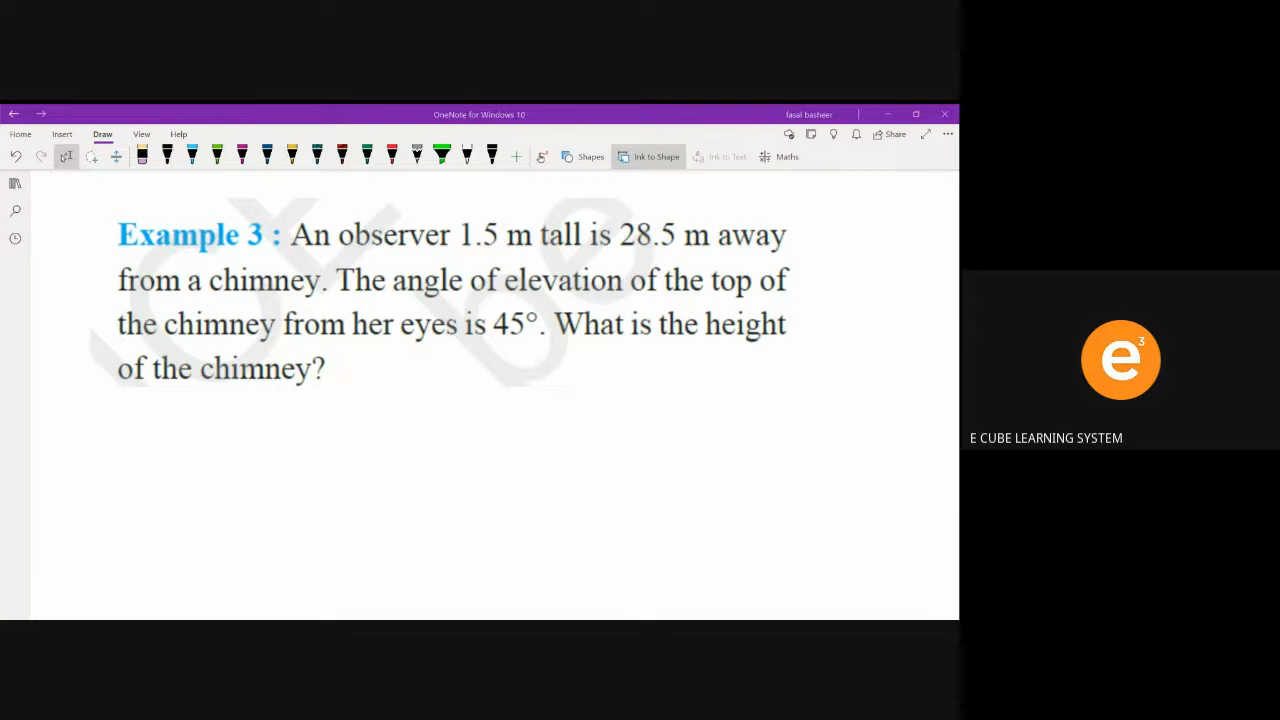 OneNote for Windows 10
fasal basheer
Home Insert Draw View Help
Share
Shapes Ink to Shape Ink to Text Maths
Example 3 : An observer 1.5 m tall is 28.5 m away
from a chimney. The angle of elevation of the top of
the chimney from her eyes is 45°. What is the height
of the chimney?
be
e3
E CUBE LEARNING SYSTEM